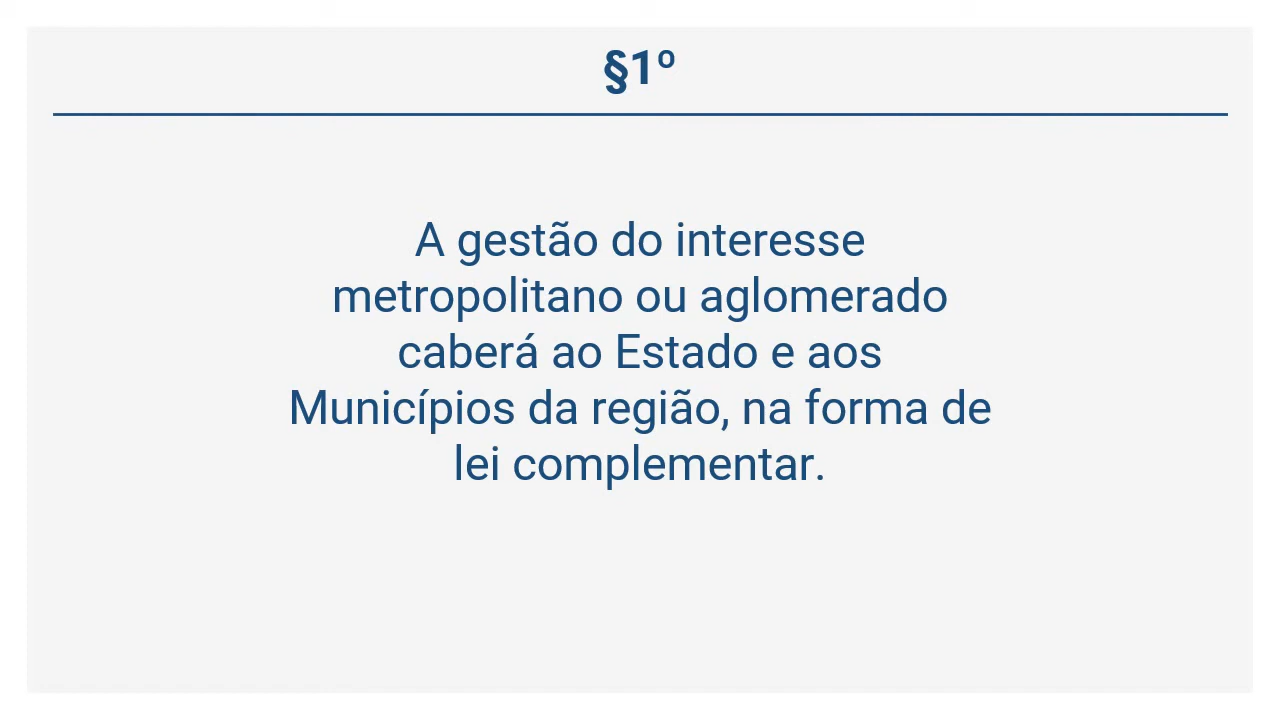 §1º
A gestão do interesse
metropolitano ou aglomerado
caberá ao Estado e aos
Municípios da região, na forma de
lei complementar.